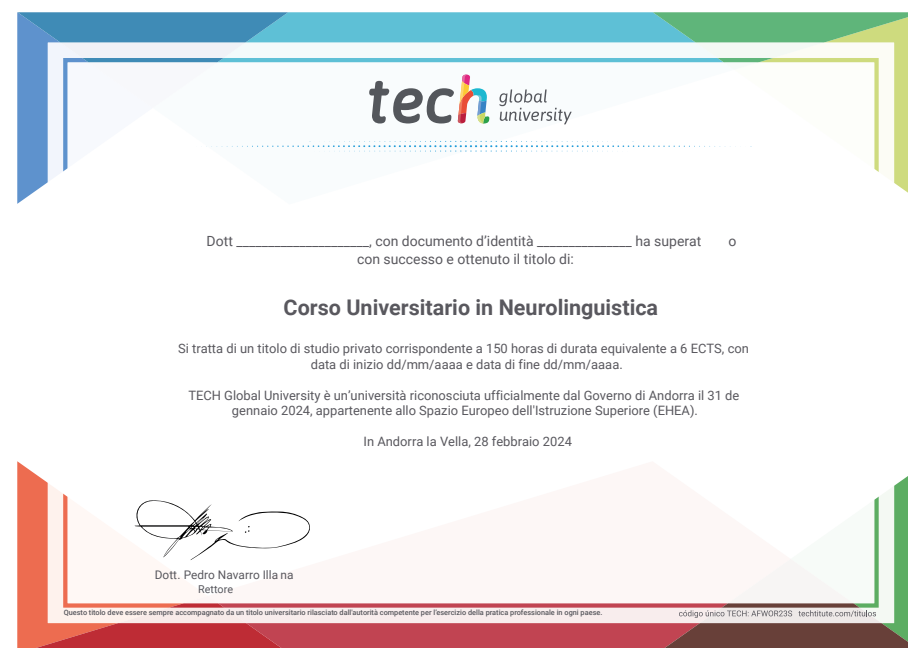 tech global university
Dott _____________________, con documento d'identità _______________ ha superat o
con successo e ottenuto il titolo di:
Corso Universitario in Neurolinguistica
Si tratta di un titolo di studio privato corrispondente a 150 horas di durata equivalente a 6 ECTS, con
data di inizio dd/mm/aaaa e data di fine dd/mm/aaaa.
TECH Global University è un'università riconosciuta ufficialmente dal Governo di Andorra il 31 de
gennaio 2024, appartenente allo Spazio Europeo dell'Istruzione Superiore (EHEA).
In Andorra la Vella, 28 febbraio 2024
Dott. Pedro Navarro Illa na
Rettore
Questo titolo deve essere sempre accompagnato da un titolo universitario rilasciato dall'autorità competente per l'esercizio della pratica professionale in ogni paese.
código único TECH: AFWOR23S techtitute.com/titulos